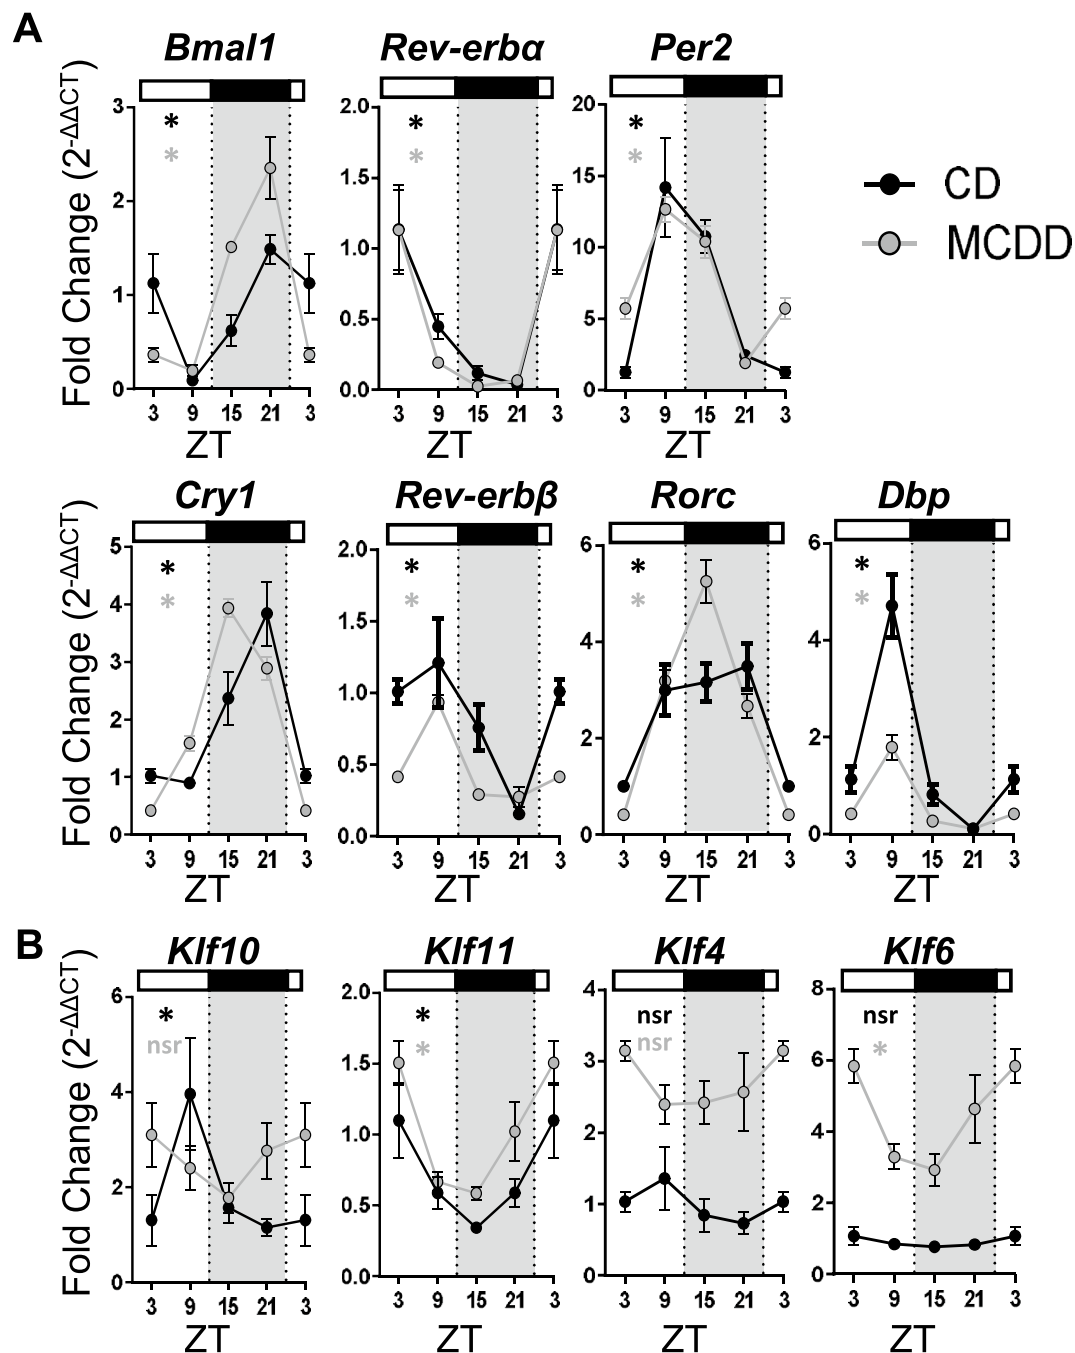 A
Bmal1 Rev-erbα Per2
Fold Change (2-ΔΔCT)
3 2 1 0
* *
3 9 15 21 3
ZT
2.0 1.5 1.0 0.5 0.0
* *
3 9 15 21 3
ZT
20 15 10 5 0
* *
3 9 15 21 3
ZT
CD
MCDD
Cry1 Rev-erbβ Rorc Dbp
Fold Change (2-ΔΔCT)
5 4 3 2 1 0
* *
3 9 15 21 3
ZT
2.0 1.5 1.0 0.5 0.0
* *
3 9 15 21 3
ZT
6 4 2 0
* *
3 9 15 21 3
ZT
6 4 2 0
* *
3 9 15 21 3
ZT
B
Klf10 Klf11 Klf4 Klf6
Fold Change (2-ΔΔCT)
6 4 2 0
*
nsr
3 9 15 21 3
ZT
2.0 1.5 1.0 0.5 0.0
* *
3 9 15 21 3
ZT
4 3 2 1 0
nsr
nsr
3 9 15 21 3
ZT
8 6 4 2 0
nsr
*
3 9 15 21 3
ZT